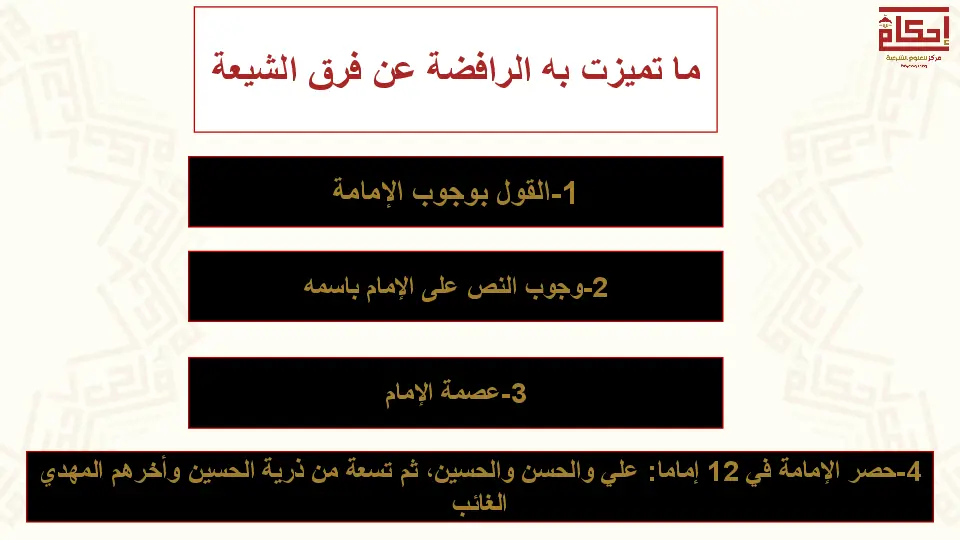 إحكام
مركز للعلوم الشرعية
ما تميزت به الرافضة عن فرق الشيعة
1-القول بوجوب الإمامة
2-وجوب النص على الإمام باسمه
3-عصمة الإمام
4-حصر الإمامة في 12 إماما: علي والحسن والحسين، ثم تسعة من ذرية الحسين وأخرهم المهدي
الغائب